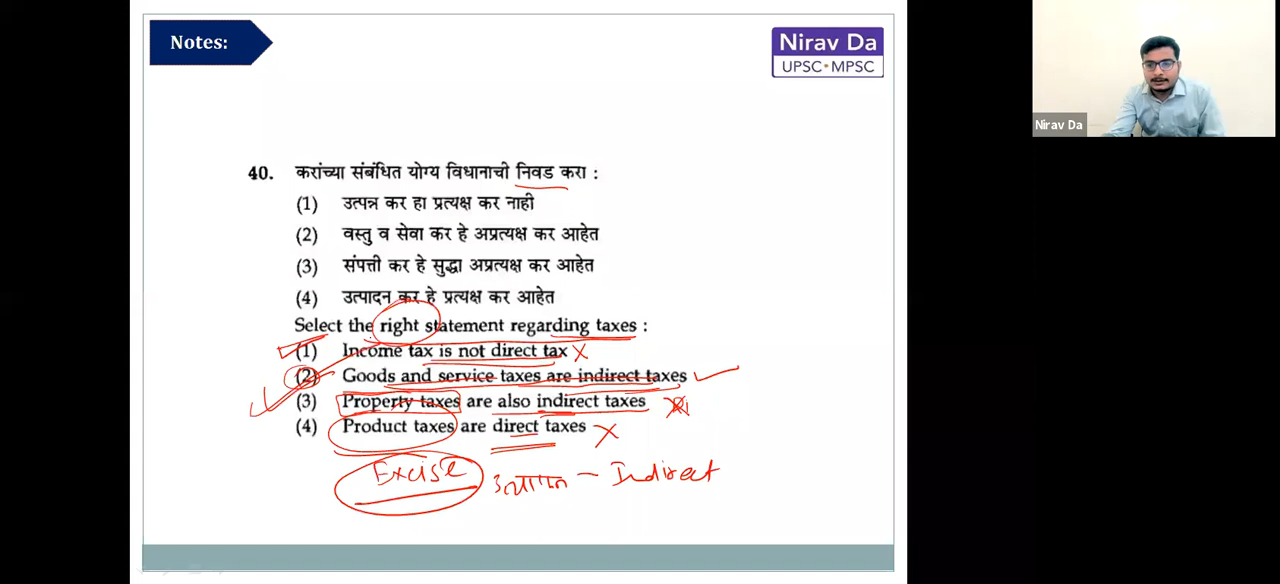 Notes:
Nirav Da
UPSC • MPSC
Nirav Da
40. करांच्या संबंधित योग्य विधानाची निवड करा :
(1) उत्पन्न कर हा प्रत्यक्ष कर नाही
(2) वस्तु व सेवा कर हे अप्रत्यक्ष कर आहेत
(3) संपत्ती कर हे सुद्धा अप्रत्यक्ष कर आहेत
(4) उत्पादन कर हे प्रत्यक्ष कर आहेत
Select the right statement regarding taxes :
(1) Income tax is not direct tax
(2) Goods and service taxes are indirect taxes
(3) Property taxes are also indirect taxes
(4) Product taxes are direct taxes
Excise उत्पादन – Indirect